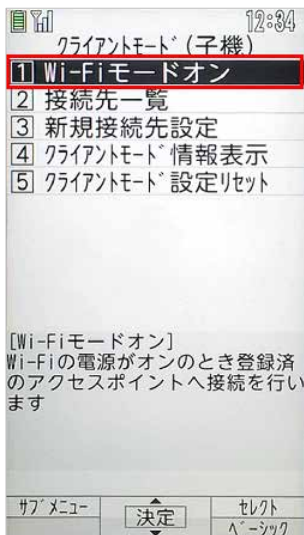 12:34
クライアントモード(子機)
1 Wi-Fiモードオン
2 接続先一覧
3 新規接続先設定
4 クライアントモード情報表示
5 クライアントモード設定リセット
[Wi-Fiモードオン]
Wi-Fiの電源がオンのとき登録済
のアクセスポイントへ接続を行い
ます
サブメニュー 決定 セレクト
ベーシック